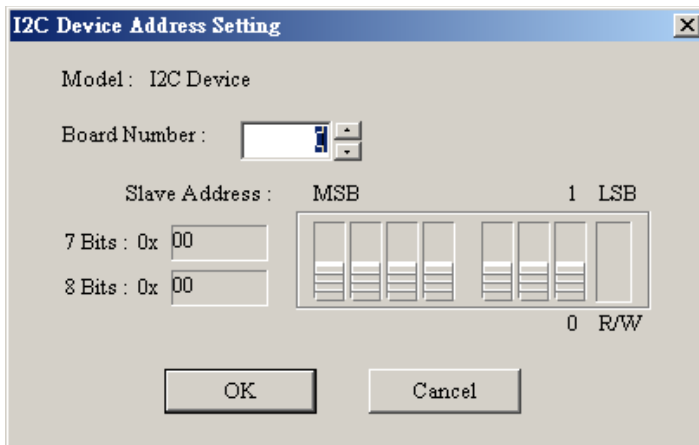 I2C Device Address Setting
Model : I2C Device
Board Number :
Slave Address : MSB 1 LSB
7 Bits : 0x 00
8 Bits : 0x 00
0 R/W
OK Cancel